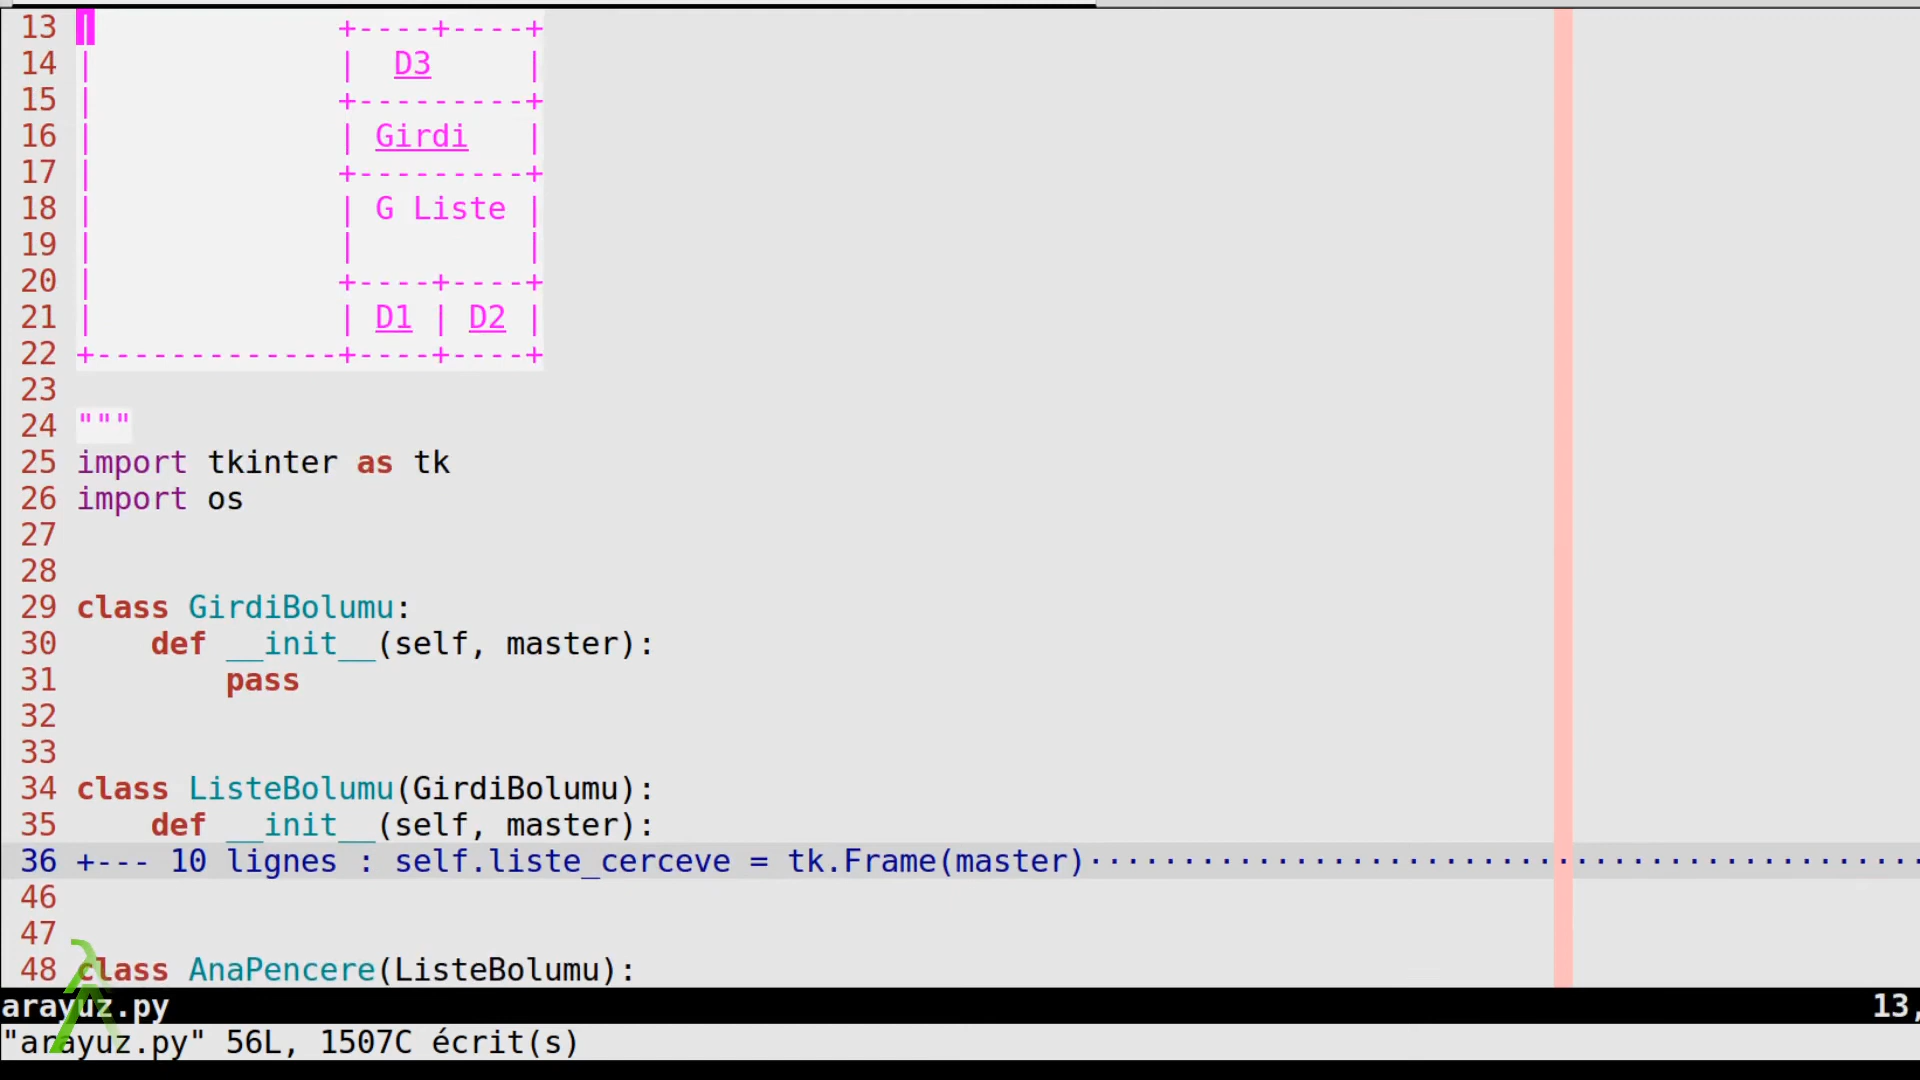 13 |             +----+----+
14 |             |  D3     |
15 |             +---------+
16 |             | Girdi   |
17 |             +---------+
18 |             | G Liste |
19 |             |         |
20 |             +----+----+
21 |             | D1 | D2 |
22 +-------------+----+----+
23
24 """
25 import tkinter as tk
26 import os
27
28
29 class GirdiBolumu:
30     def __init__(self, master):
31         pass
32
33
34 class ListeBolumu(GirdiBolumu):
35     def __init__(self, master):
36 +--- 10 lignes : self.liste_cerceve = tk.Frame(master)·············································
46
47
48 class AnaPencere(ListeBolumu):
arayuz.py 13,
"arayuz.py" 56L, 1507C écrit(s)